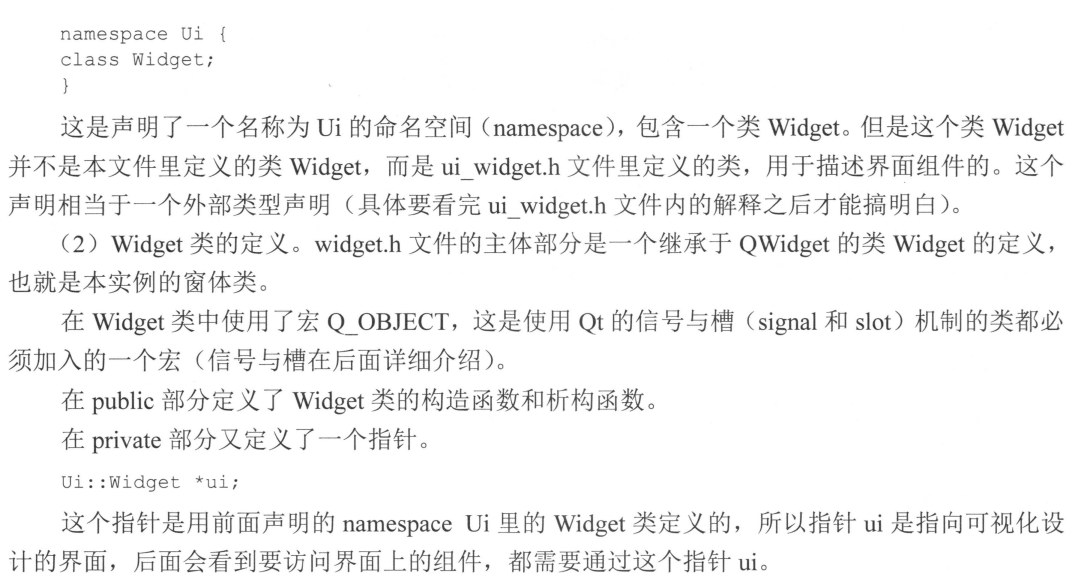 namespace Ui {
class Widget;
}
这是声明了一个名称为 Ui 的命名空间（namespace），包含一个类 Widget。但是这个类 Widget
并不是本文件里定义的类 Widget，而是 ui_widget.h 文件里定义的类，用于描述界面组件的。这个
声明相当于一个外部类型声明（具体要看完 ui_widget.h 文件内的解释之后才能搞明白）。
（2）Widget 类的定义。widget.h 文件的主体部分是一个继承于 QWidget 的类 Widget 的定义，
也就是本实例的窗体类。
在 Widget 类中使用了宏 Q_OBJECT，这是使用 Qt 的信号与槽（signal 和 slot）机制的类都必
须加入的一个宏（信号与槽在后面详细介绍）。
在 public 部分定义了 Widget 类的构造函数和析构函数。
在 private 部分又定义了一个指针。
Ui::Widget *ui;
这个指针是用前面声明的 namespace Ui 里的 Widget 类定义的，所以指针 ui 是指向可视化设
计的界面，后面会看到要访问界面上的组件，都需要通过这个指针 ui。